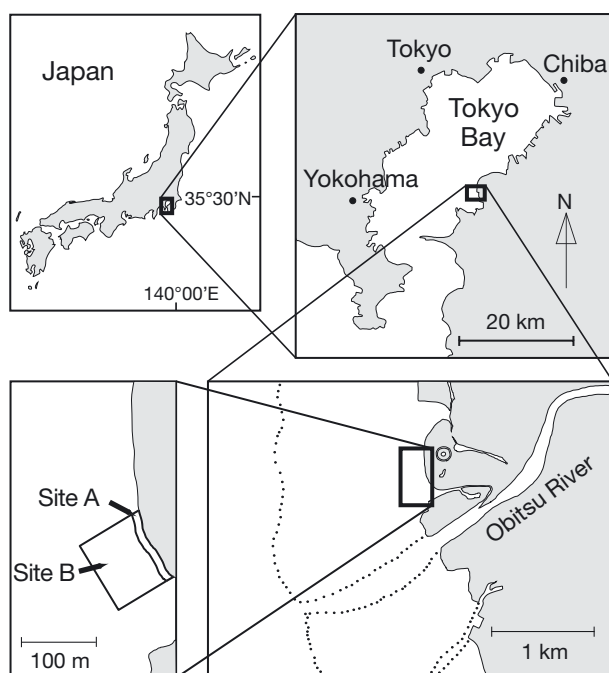 Japan
35°30’N
140°00’E
Tokyo
Chiba
Tokyo
Bay
Yokohama
N
20 km
Site A
Site B
100 m
Obitsu River
1 km